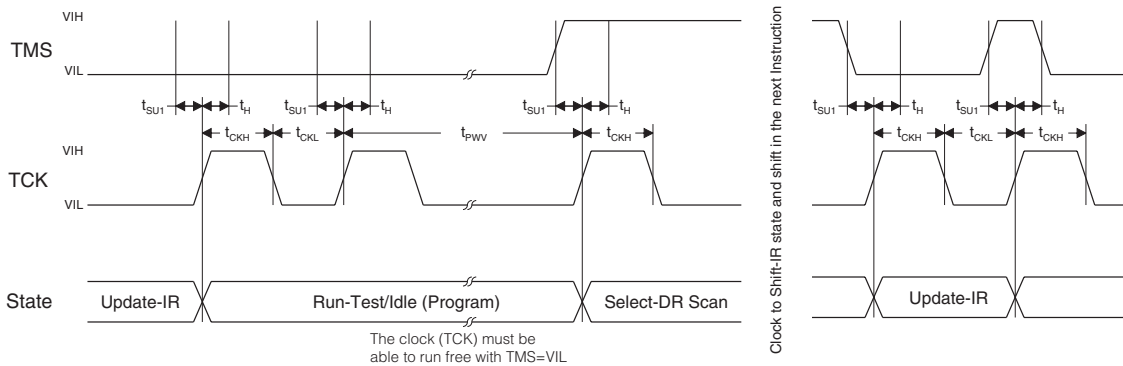 VIH
TMS
VIL
tSU1 tH tSU1 tH tSU1 tH tSU1 tH tSU1 tH
tCKH tCKL tPWV tCKH tCKH tCKL tCKH
VIH
TCK
VIL
State
Update-IR
Run-Test/Idle (Program)
Select-DR Scan
Update-IR
The clock (TCK) must be
able to run free with TMS=VIL
Clock to Shift-IR state and shift in the next Instruction